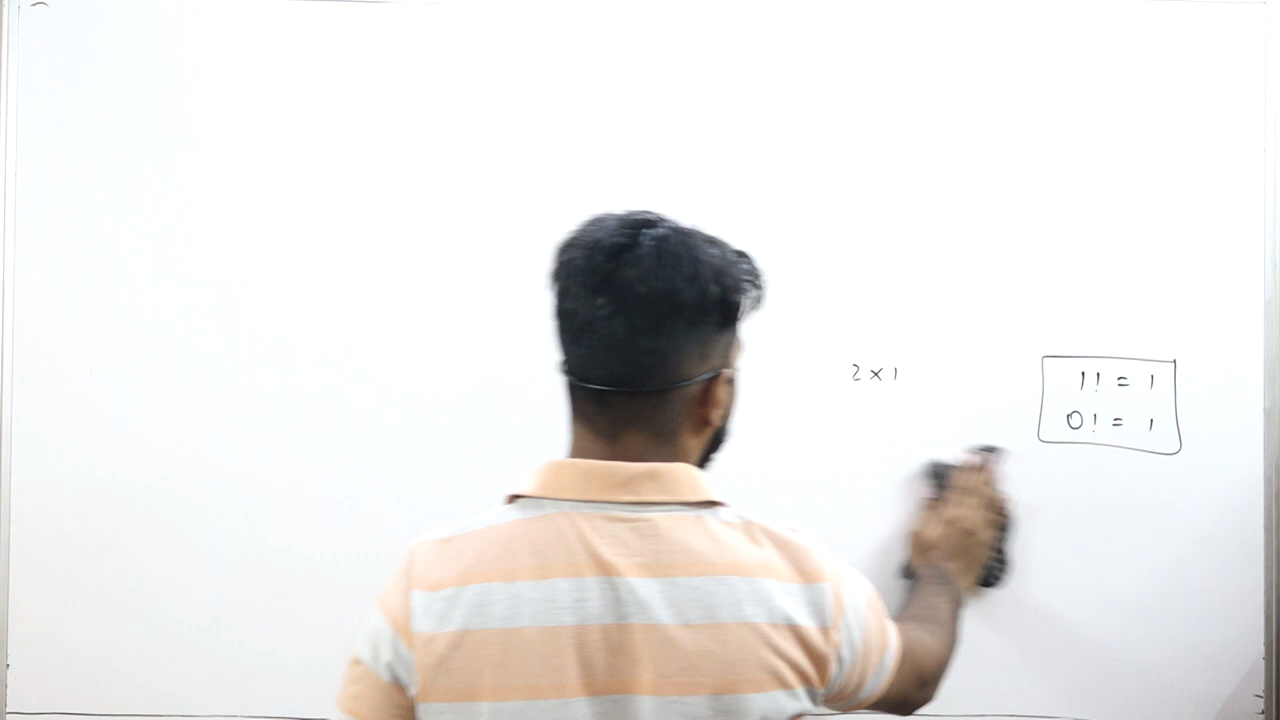 2 × 1
1! = 1
0! = 1